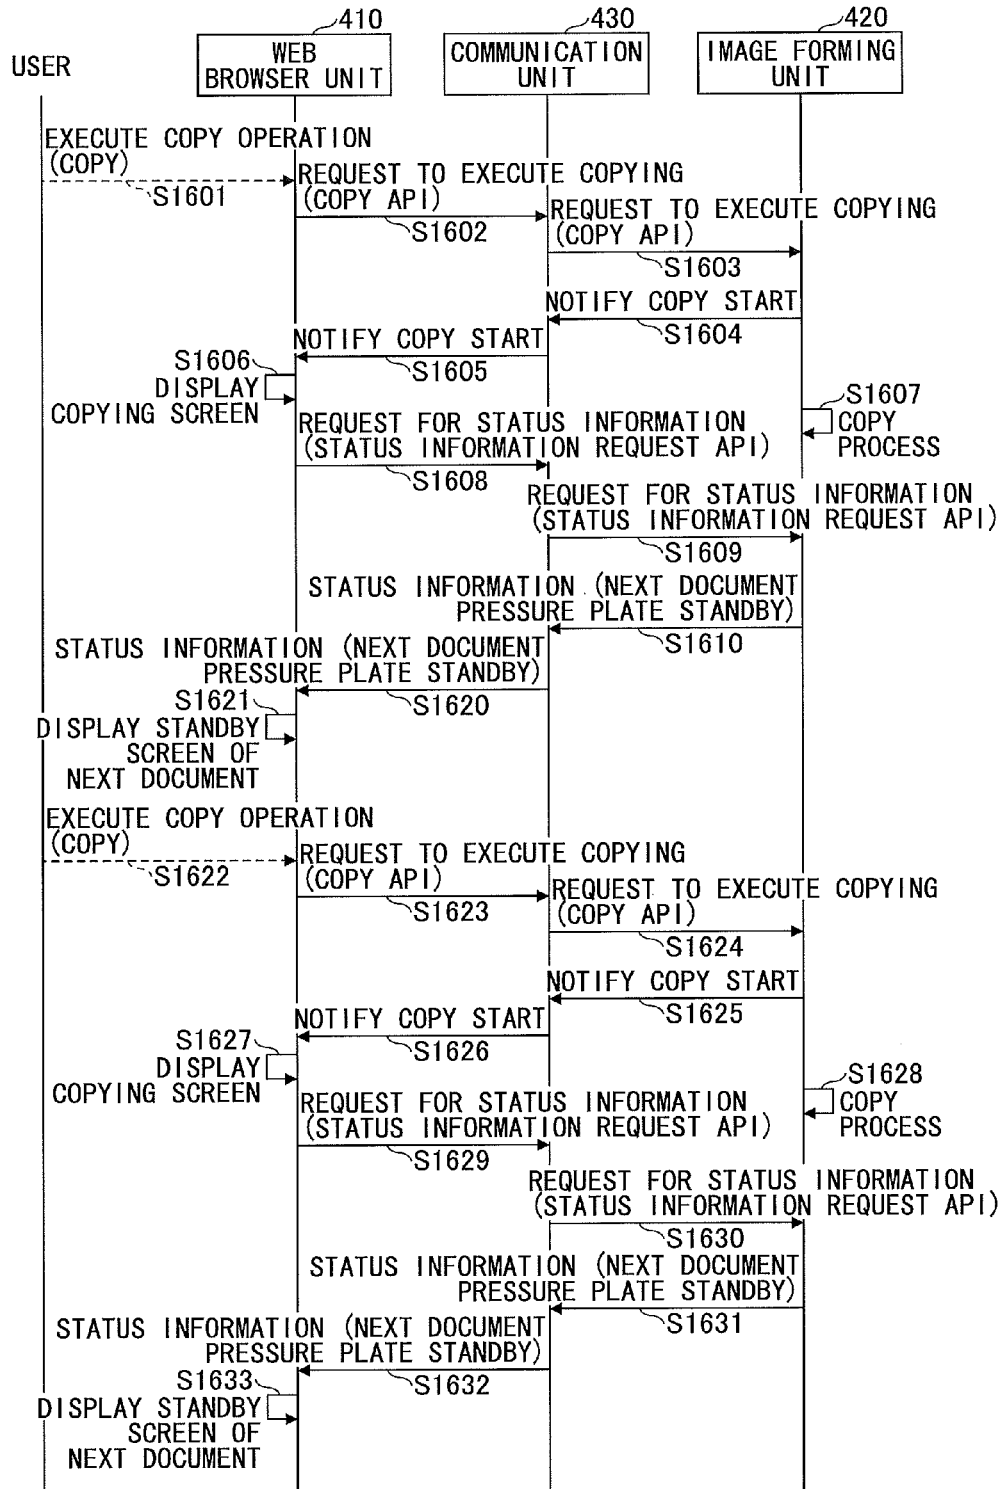 410
430
420
USER
WEB
BROWSER UNIT
COMMUNICATION
UNIT
IMAGE FORMING
UNIT
EXECUTE COPY OPERATION
(COPY)
S1601
REQUEST TO EXECUTE COPYING
(COPY API)
S1602
REQUEST TO EXECUTE COPYING
(COPY API)
S1603
NOTIFY COPY START
S1604
NOTIFY COPY START
S1605
S1606
DISPLAY
COPYING SCREEN
S1607
COPY
PROCESS
REQUEST FOR STATUS INFORMATION
(STATUS INFORMATION REQUEST API)
S1608
REQUEST FOR STATUS INFORMATION
(STATUS INFORMATION REQUEST API)
S1609
STATUS INFORMATION (NEXT DOCUMENT
PRESSURE PLATE STANDBY)
S1610
STATUS INFORMATION (NEXT DOCUMENT
PRESSURE PLATE STANDBY)
S1620
S1621
DISPLAY STANDBY
SCREEN OF
NEXT DOCUMENT
EXECUTE COPY OPERATION
(COPY)
S1622
REQUEST TO EXECUTE COPYING
(COPY API)
S1623
REQUEST TO EXECUTE COPYING
(COPY API)
S1624
NOTIFY COPY START
S1625
NOTIFY COPY START
S1626
S1627
DISPLAY
COPYING SCREEN
S1628
COPY
PROCESS
REQUEST FOR STATUS INFORMATION
(STATUS INFORMATION REQUEST API)
S1629
REQUEST FOR STATUS INFORMATION
(STATUS INFORMATION REQUEST API)
S1630
STATUS INFORMATION (NEXT DOCUMENT
PRESSURE PLATE STANDBY)
S1631
STATUS INFORMATION (NEXT DOCUMENT
PRESSURE PLATE STANDBY)
S1632
S1633
DISPLAY STANDBY
SCREEN OF
NEXT DOCUMENT